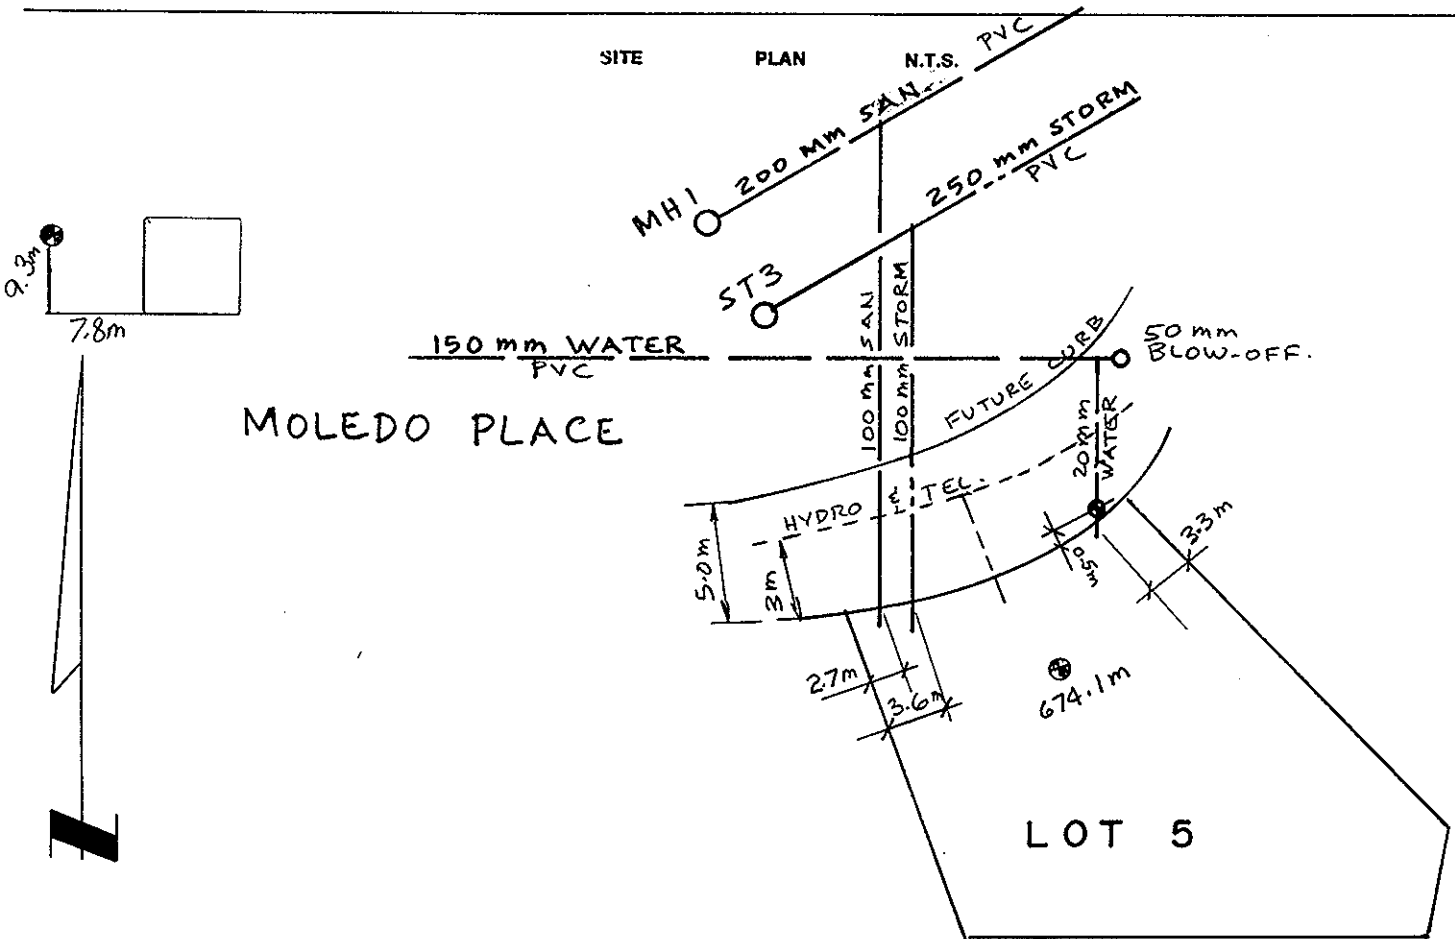 SITE PLAN N.T.S.
200 mm SAN.
PVC
250 mm STORM
PVC
MH1
ST3
9.3m
7.8m
150 mm WATER
PVC
100 mm SAN
100 mm STORM
FUTURE CURB
50 mm
BLOW-OFF.
20 mm
WATER
MOLEDO PLACE
HYDRO & TEL.
5.0m
3m
0.5m
3.3m
2.7m
3.6m
674.1m
LOT 5